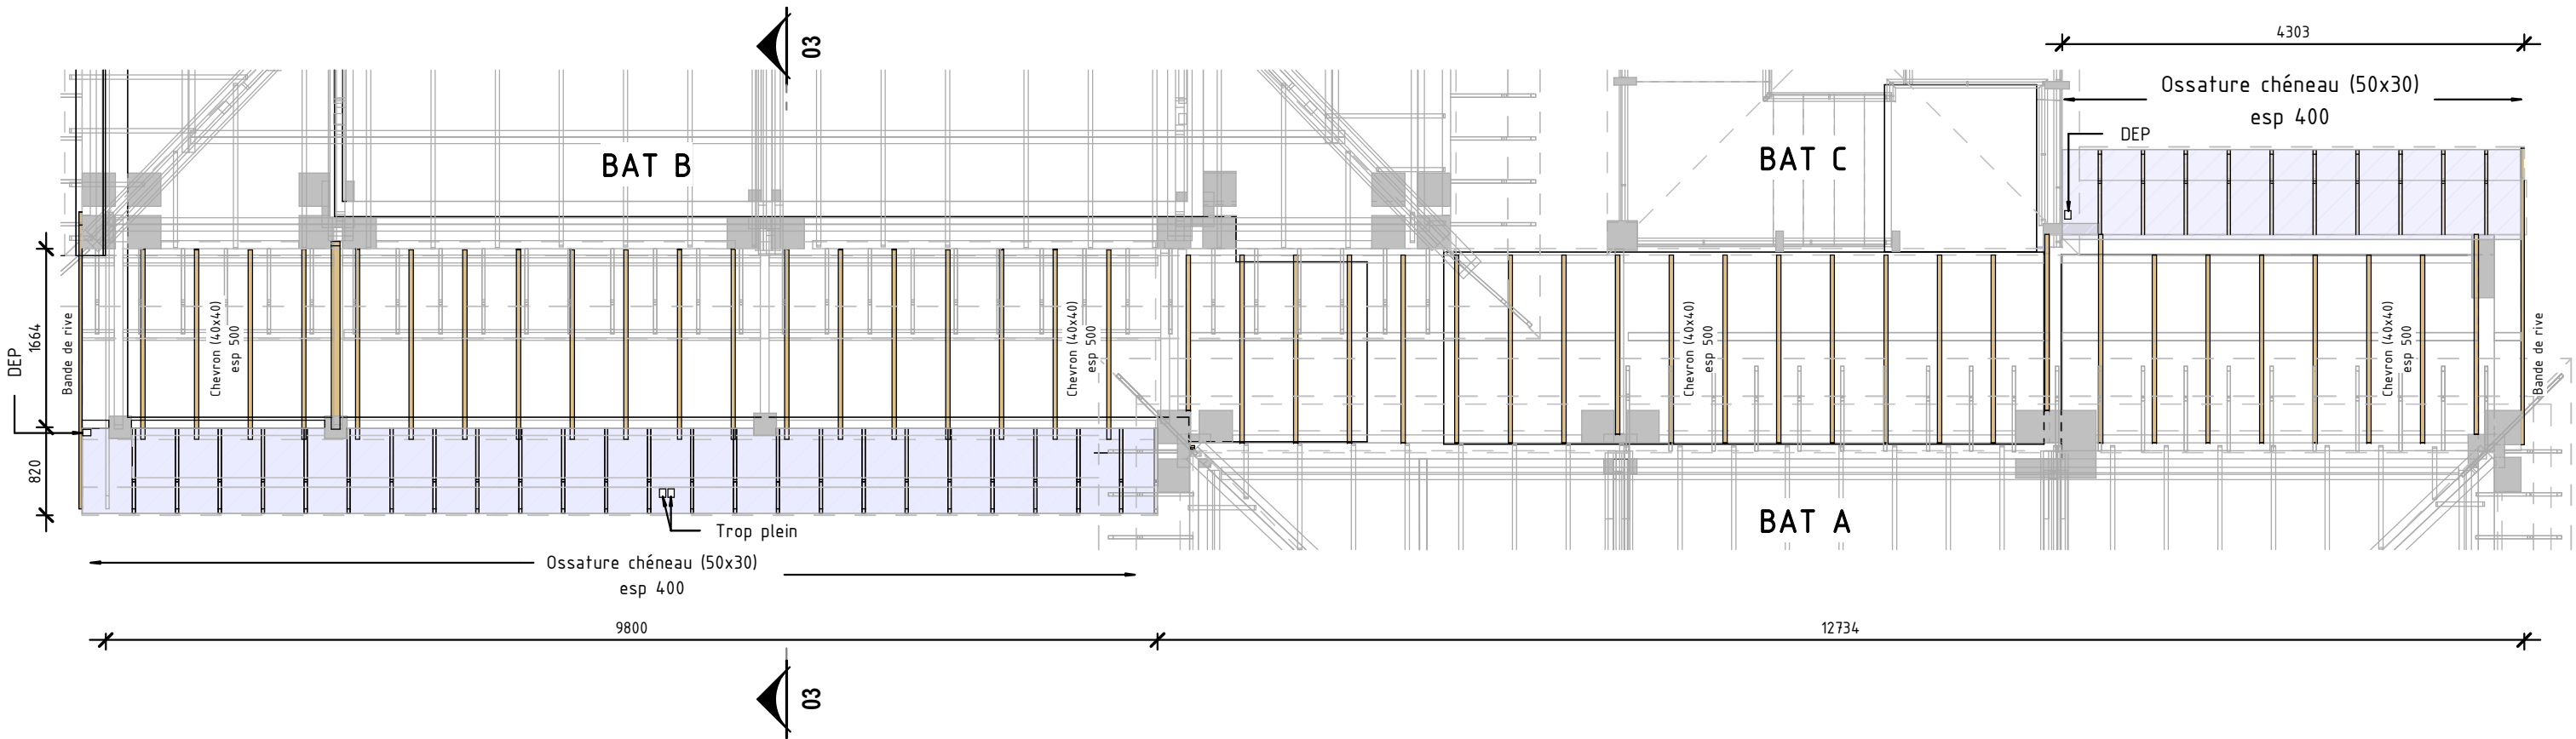 03
4303
Ossature chéneau (50x30)
esp 400
DEP
BAT B
BAT C
DEP
1664
820
Bande de rive
Chevron (40x40)
esp 500
Chevron (40x40)
esp 500
Chevron (40x40)
esp 500
Chevron (40x40)
esp 500
Bande de rive
BAT A
Trop plein
Ossature chéneau (50x30)
esp 400
9800
12734
03